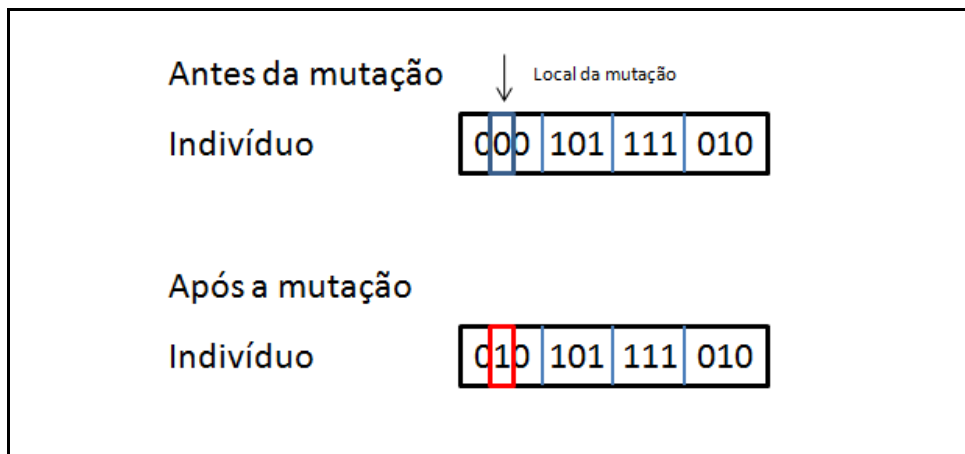 Antes da mutação Local da mutação
Indivíduo 000 101 111 010
Após a mutação
Indivíduo 010 101 111 010